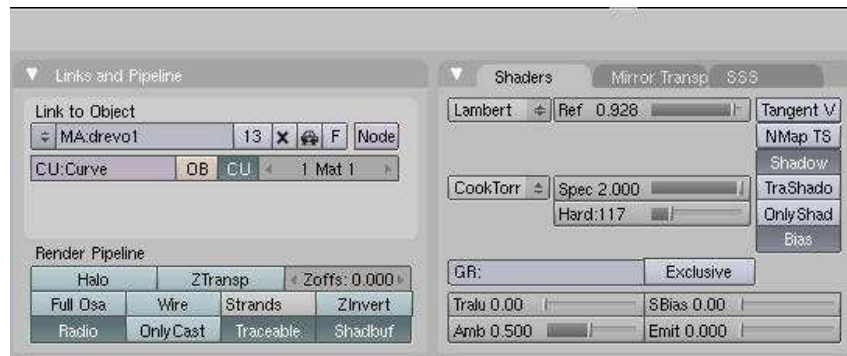 Links and Pipeline
Link to Object
MA:drevo1 13 X F Node
CU:Curve OB CU 1 Mat 1
Render Pipeline
Halo ZTransp Zoffs: 0.000
Full Osa Wire Strands ZInvert
Radio OnlyCast Traceable Shadbuf
Shaders Mirror Transp SSS
Lambert Ref 0.928 Tangent V
NMap TS
Shadow
CookTorr Spec 2.000 TraShado
Hard:117 OnlyShad
Bias
GR: Exclusive
Tralu 0.00 SBias 0.00
Amb 0.500 Emit 0.000